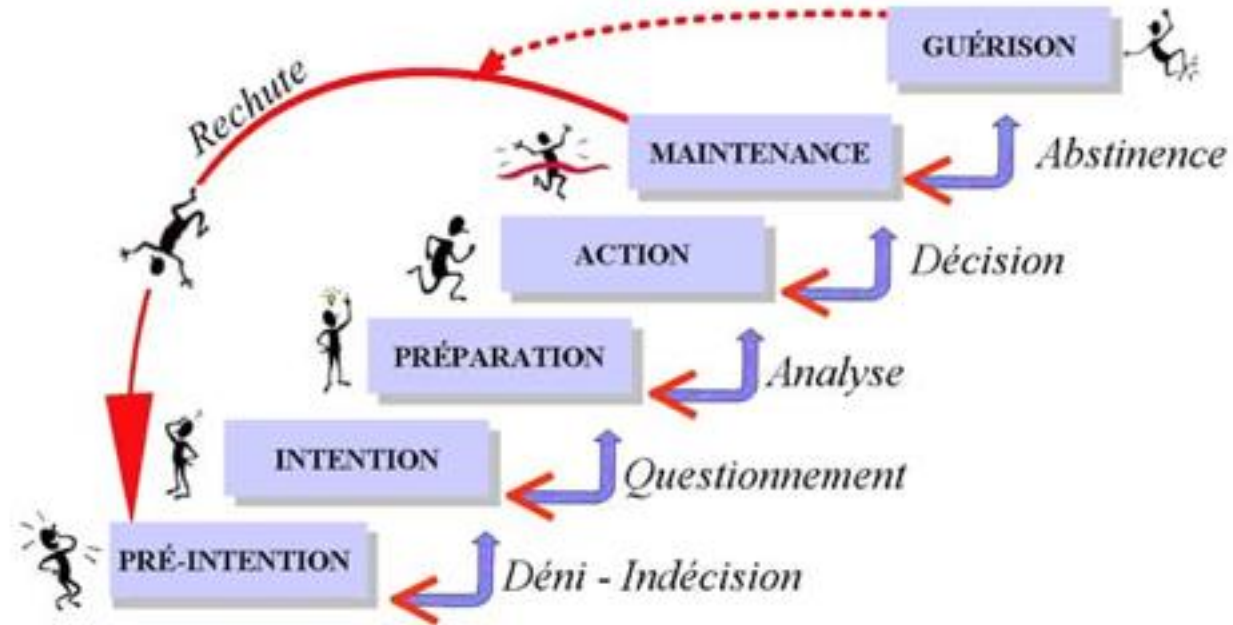 GUÉRISON
Rechute
MAINTENANCE
Abstinence
ACTION
Décision
PRÉPARATION
Analyse
INTENTION
Questionnement
PRÉ-INTENTION
Déni - Indécision